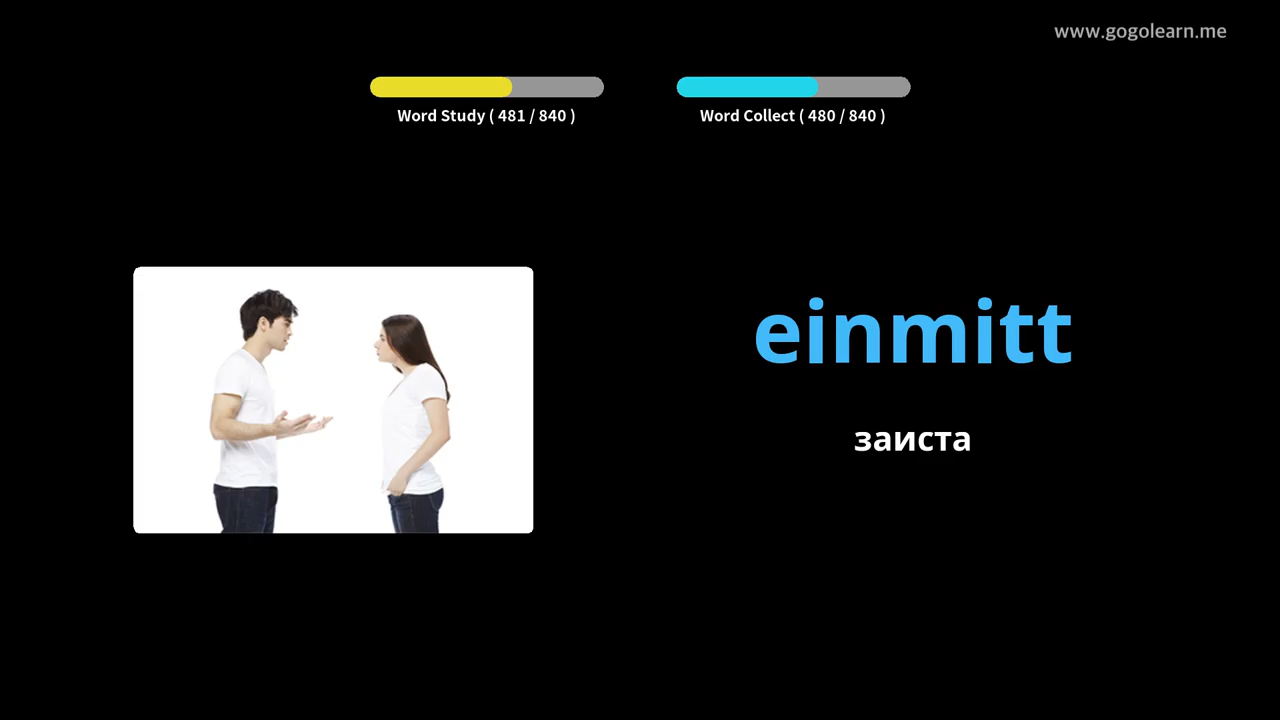 www.gogolearn.me
Word Study ( 481 / 840 )
Word Collect ( 480 / 840 )
einmitt
заиста